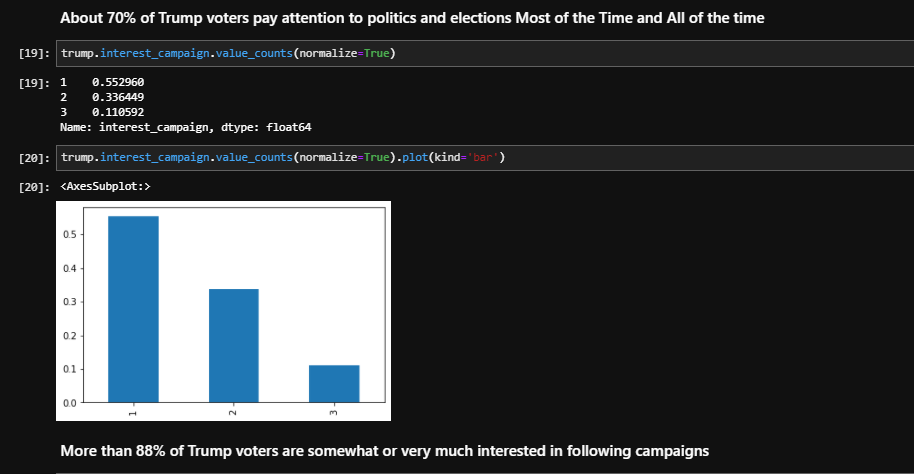 About 70% of Trump voters pay attention to politics and elections Most of the Time and All of the time
[19]: trump.interest_campaign.value_counts(normalize=True)
[19]: 1    0.552960
2    0.336449
3    0.110592
Name: interest_campaign, dtype: float64
[20]: trump.interest_campaign.value_counts(normalize=True).plot(kind='bar')
[20]: <AxesSubplot:>
0.5
0.4
0.3
0.2
0.1
0.0
1 2 3
More than 88% of Trump voters are somewhat or very much interested in following campaigns